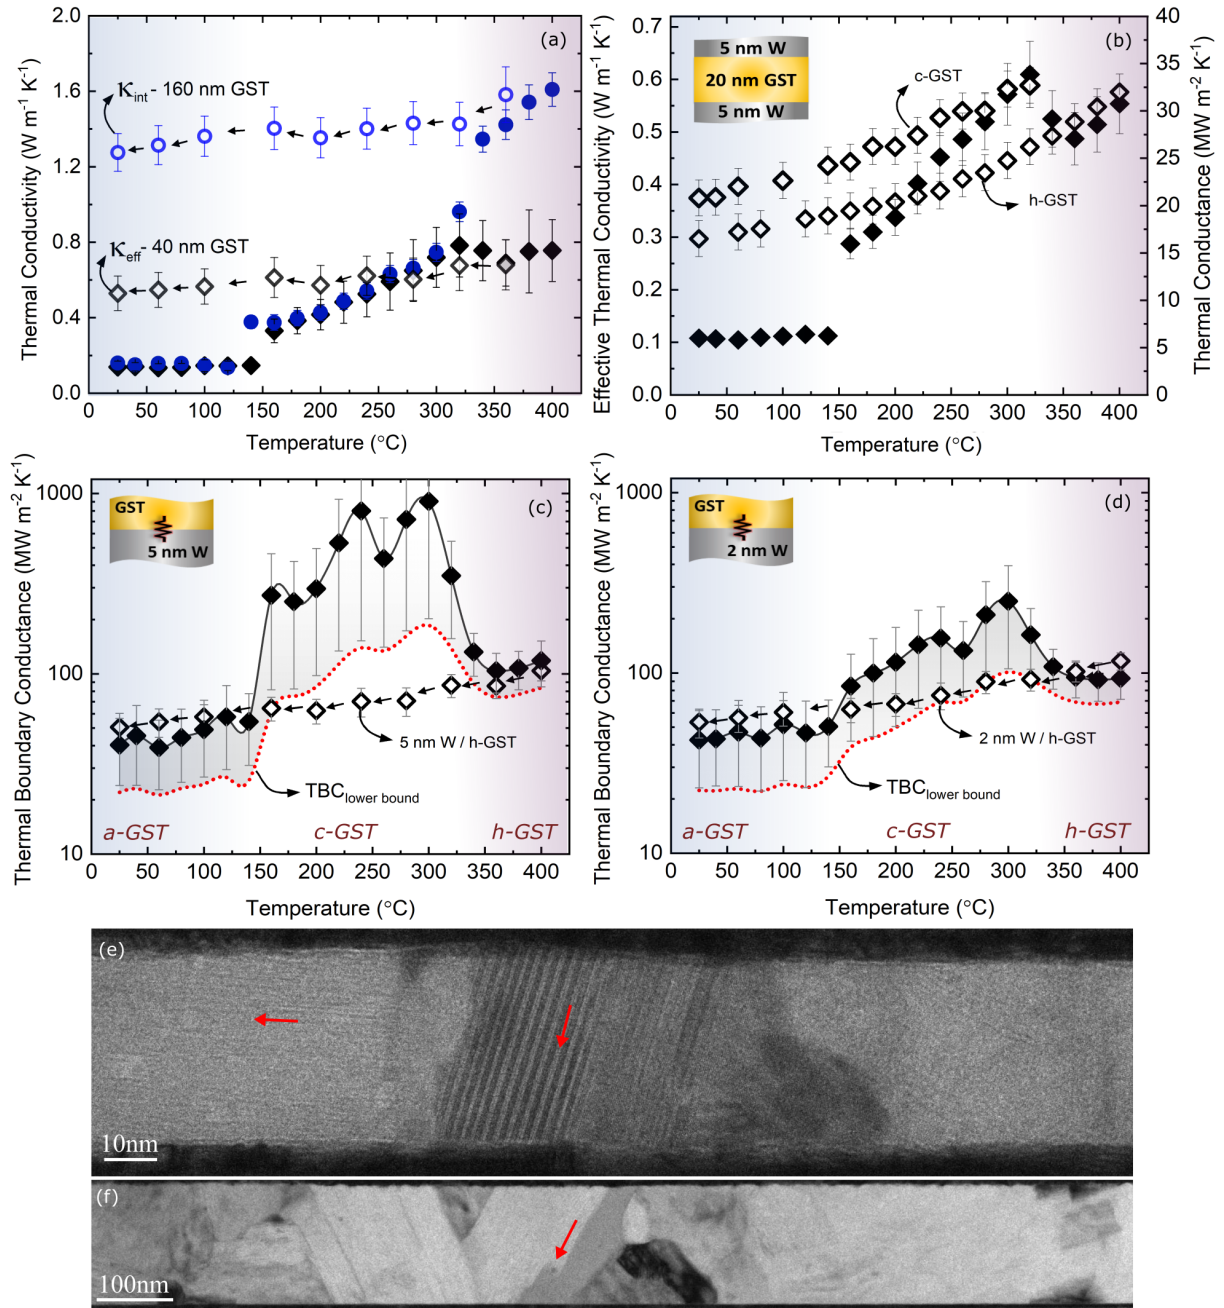 (a)
2.0
1.6
1.2
0.8
0.4
0.0
Thermal Conductivity (W m⁻¹ K⁻¹)
κint- 160 nm GST
κeff- 40 nm GST
0 50 100 150 200 250 300 350 400
Temperature (°C)
(b)
0.7
0.6
0.5
0.4
0.3
0.2
0.1
0.0
Effective Thermal Conductivity (W m⁻¹ K⁻¹)
5 nm W
20 nm GST
5 nm W
c-GST
h-GST
40
35
30
25
20
15
10
5
0
Thermal Conductance (MW m⁻² K⁻¹)
0 50 100 150 200 250 300 350 400
Temperature (°C)
(c)
1000
100
10
Thermal Boundary Conductance (MW m⁻² K⁻¹)
GST
5 nm W
5 nm W / h-GST
TBClower bound
a-GST c-GST h-GST
0 50 100 150 200 250 300 350 400
Temperature (°C)
(d)
1000
100
10
Thermal Boundary Conductance (MW m⁻² K⁻¹)
GST
2 nm W
2 nm W / h-GST
TBClower bound
a-GST c-GST h-GST
0 50 100 150 200 250 300 350 400
Temperature (°C)
(e)
10nm
(f)
100nm